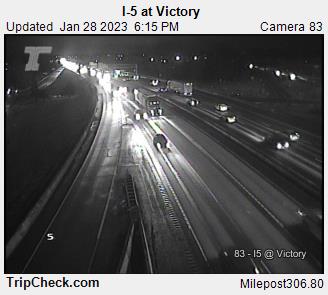 I-5 at Victory
Updated Jan 28 2023 6:15 PM Camera 83
T
S
83 - I5 @ Victory
TripCheck.com Milepost306.80